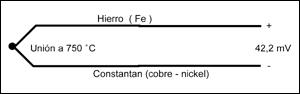 Hierro ( Fe )
+
Unión a 750 °C
42,2 mV
-
Constantan (cobre - nickel)